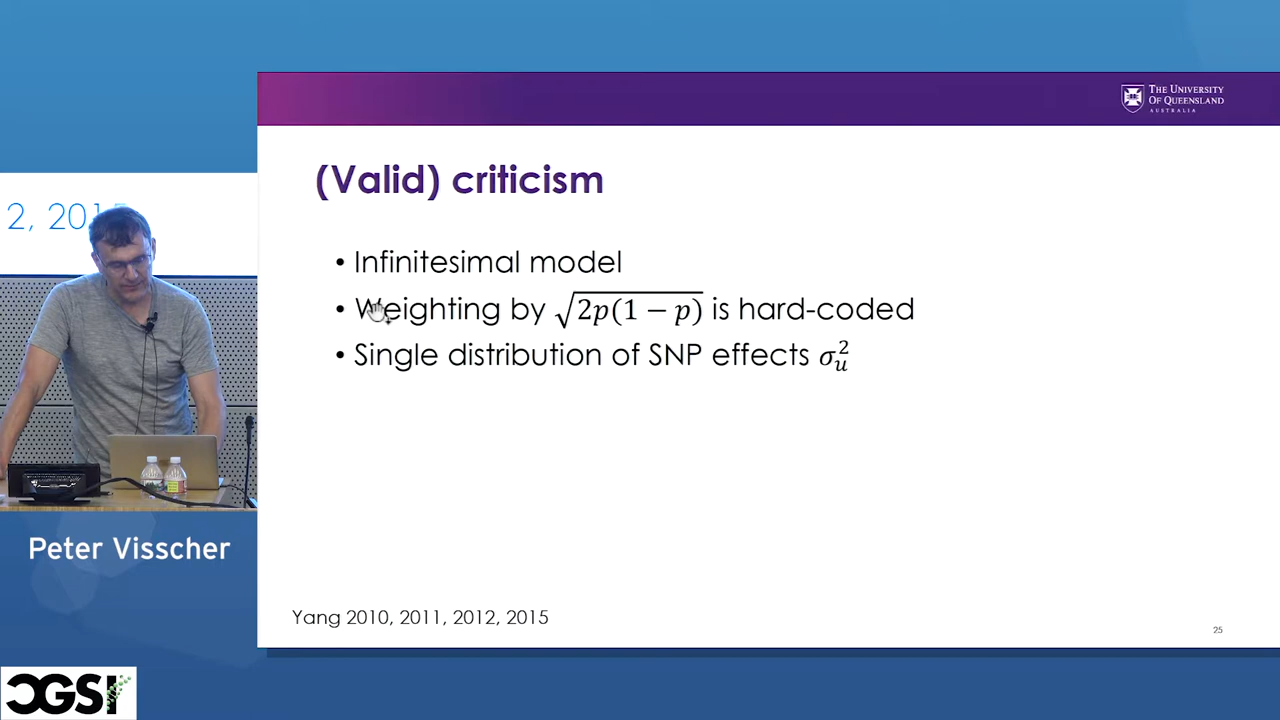 THE UNIVERSITY
OF QUEENSLAND
AUSTRALIA
(Valid) criticism
• Infinitesimal model
• Weighting by √2p(1 − p) is hard-coded
• Single distribution of SNP effects σ²ᵤ
Yang 2010, 2011, 2012, 2015
25
2, 201
Peter Visscher
CGSI